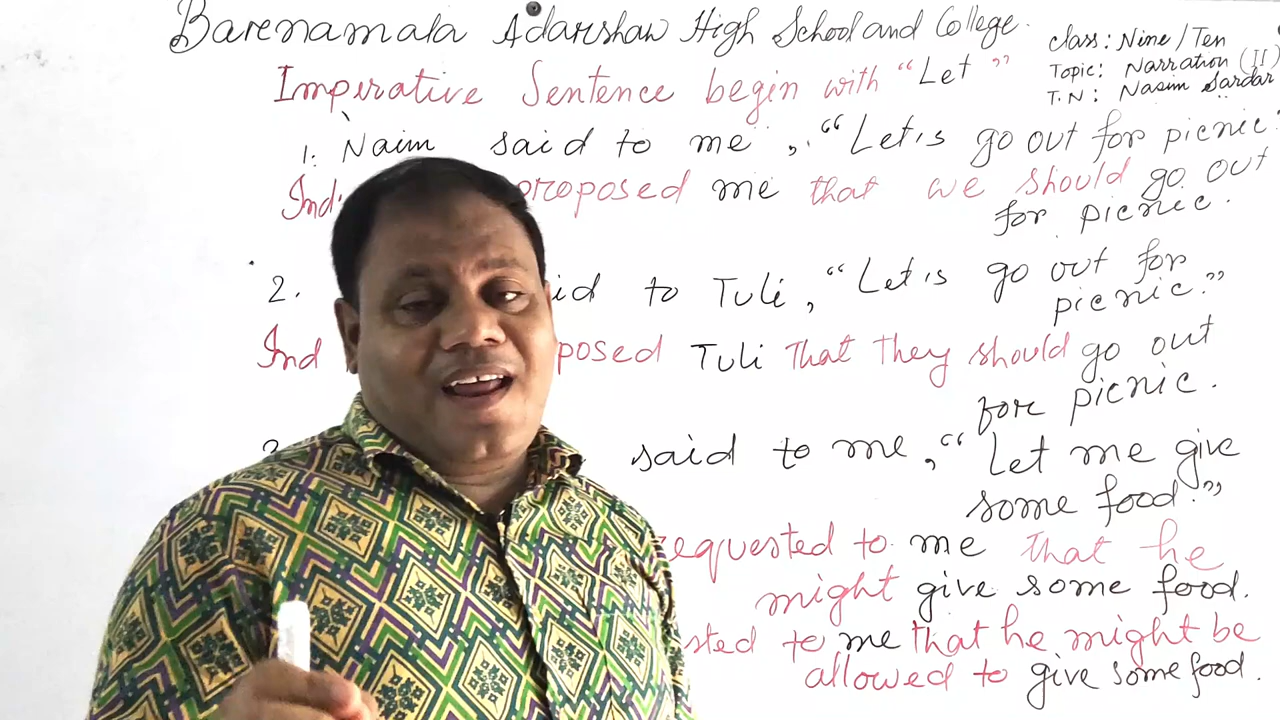 Barenamala Adarshaw High School and College.
Class: Nine/Ten
Topic: Narration (II)
T.N: Nasim Sardar
Imperative Sentence begin with "Let"
1. Naim said to me, "Let's go out for picnic.
Ind. proposed me that we should go out
for picnic.
2. id to Tuli, "Let's go out for
picnic."
Ind posed Tuli that they should go out
for picnic.
3 said to me, "Let me give
some food."
requested to me that he
might give some food.
sted to me that he might be
allowed to give some food.